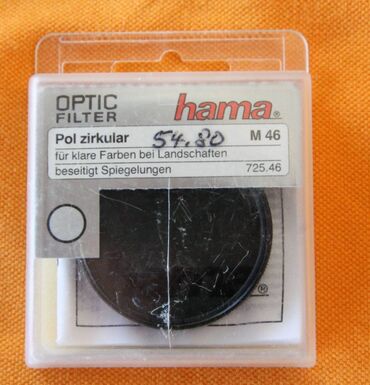 OPTIC
FILTER
hama®
Pol zirkular 54.80 M 46
für klare Farben bei Landschaften
beseitigt Spiegelungen 725.46
®